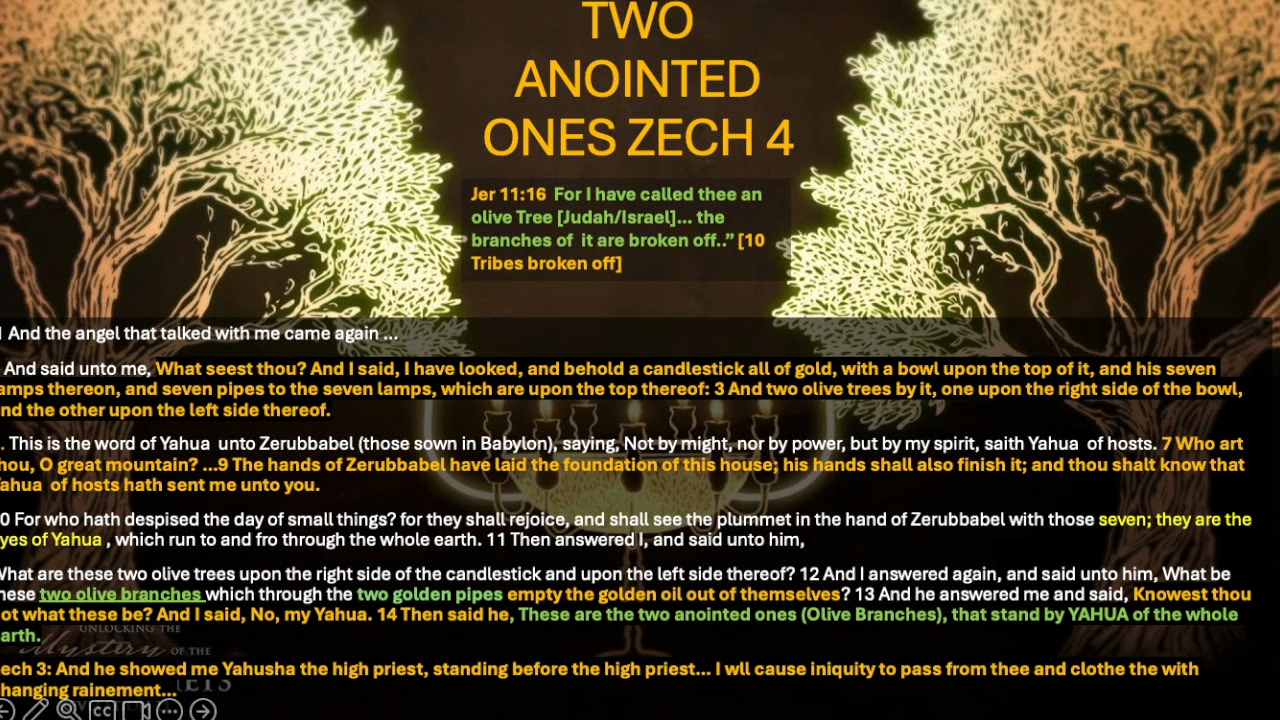 TWO
ANOINTED
ONES ZECH 4
Jer 11:16 For I have called thee an
olive Tree [Judah/Israel]... the
branches of it are broken off..” [10
Tribes broken off]
And the angel that talked with me came again ...
And said unto me, What seest thou? And I said, I have looked, and behold a candlestick all of gold, with a bowl upon the top of it, and his seven
amps thereon, and seven pipes to the seven lamps, which are upon the top thereof: 3 And two olive trees by it, one upon the right side of the bowl,
nd the other upon the left side thereof.
. This is the word of Yahua unto Zerubbabel (those sown in Babylon), saying, Not by might, nor by power, but by my spirit, saith Yahua of hosts. 7 Who art
hou, O great mountain? ...9 The hands of Zerubbabel have laid the foundation of this house; his hands shall also finish it; and thou shalt know that
ahua of hosts hath sent me unto you.
0 For who hath despised the day of small things? for they shall rejoice, and shall see the plummet in the hand of Zerubbabel with those seven; they are the
yes of Yahua , which run to and fro through the whole earth. 11 Then answered I, and said unto him,
What are these two olive trees upon the right side of the candlestick and upon the left side thereof? 12 And I answered again, and said unto him, What be
hese two olive branches which through the two golden pipes empty the golden oil out of themselves? 13 And he answered me and said, Knowest thou
ot what these be? And I said, No, my Yahua. 14 Then said he, These are the two anointed ones (Olive Branches), that stand by YAHUA of the whole
arth.
UNLOCKING THE
Mystery OF THE
ech 3: And he showed me Yahusha the high priest, standing before the high priest... I wll cause iniquity to pass from thee and clothe the with
hanging rainement...
CC